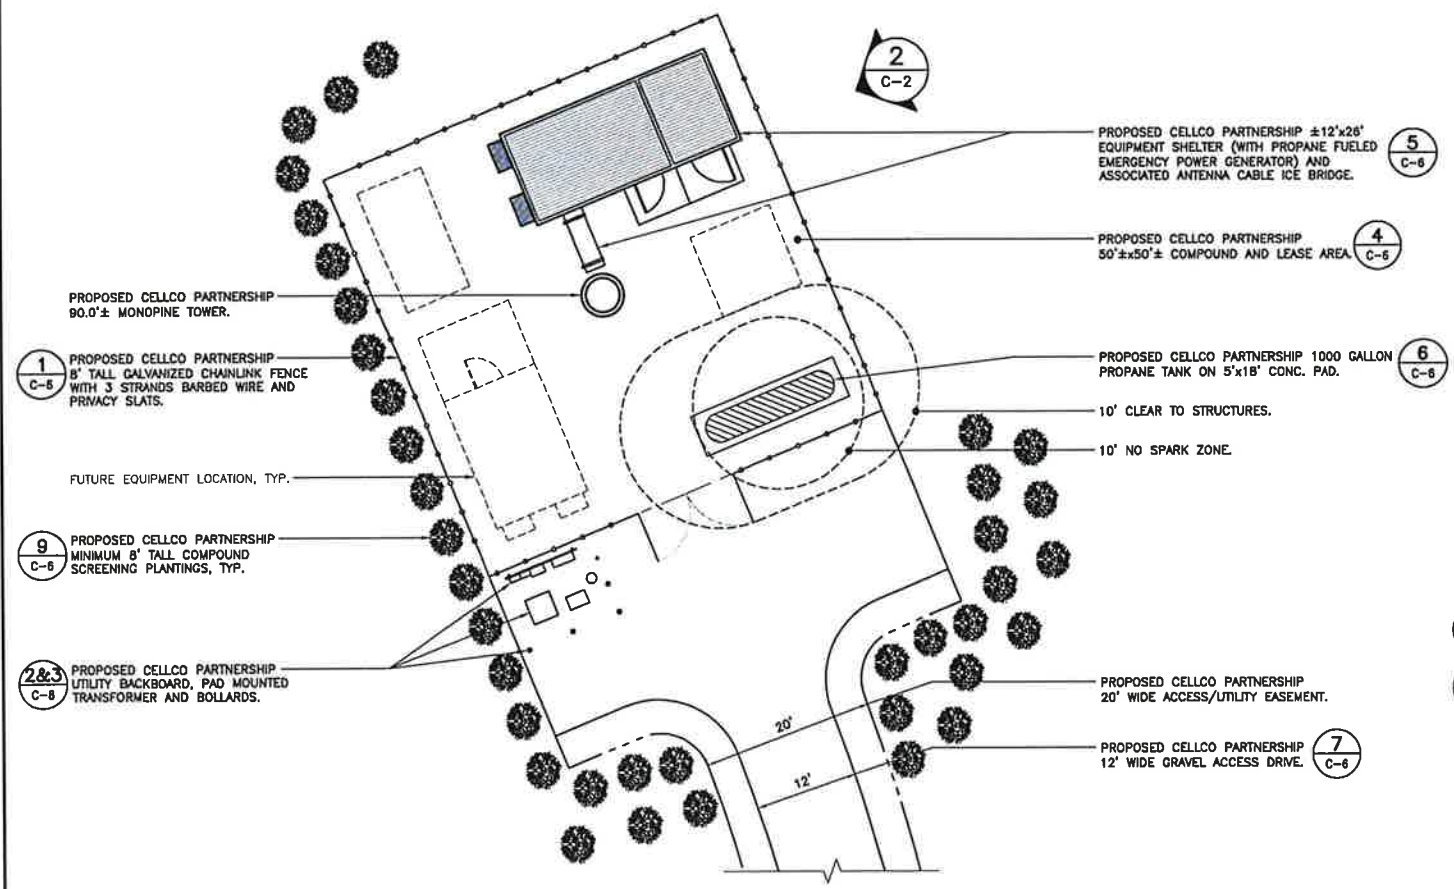 2
C-2
PROPOSED CELLCO PARTNERSHIP ±12'x26'
EQUIPMENT SHELTER (WITH PROPANE FUELED
EMERGENCY POWER GENERATOR) AND
ASSOCIATED ANTENNA CABLE ICE BRIDGE.
5
C-6
PROPOSED CELLCO PARTNERSHIP
50'±x50'± COMPOUND AND LEASE AREA.
4
C-6
PROPOSED CELLCO PARTNERSHIP
90.0'± MONOPINE TOWER.
1
C-6
PROPOSED CELLCO PARTNERSHIP
8' TALL GALVANIZED CHAINLINK FENCE
WITH 3 STRANDS BARBED WIRE AND
PRIVACY SLATS.
PROPOSED CELLCO PARTNERSHIP 1000 GALLON
PROPANE TANK ON 5'x18' CONC. PAD.
6
C-6
10' CLEAR TO STRUCTURES.
10' NO SPARK ZONE.
FUTURE EQUIPMENT LOCATION, TYP.
9
C-6
PROPOSED CELLCO PARTNERSHIP
MINIMUM 8' TALL COMPOUND
SCREENING PLANTINGS, TYP.
2&3
C-6
PROPOSED CELLCO PARTNERSHIP
UTILITY BACKBOARD, PAD MOUNTED
TRANSFORMER AND BOLLARDS.
PROPOSED CELLCO PARTNERSHIP
20' WIDE ACCESS/UTILITY EASEMENT.
20'
PROPOSED CELLCO PARTNERSHIP
12' WIDE GRAVEL ACCESS DRIVE.
7
C-6
12'